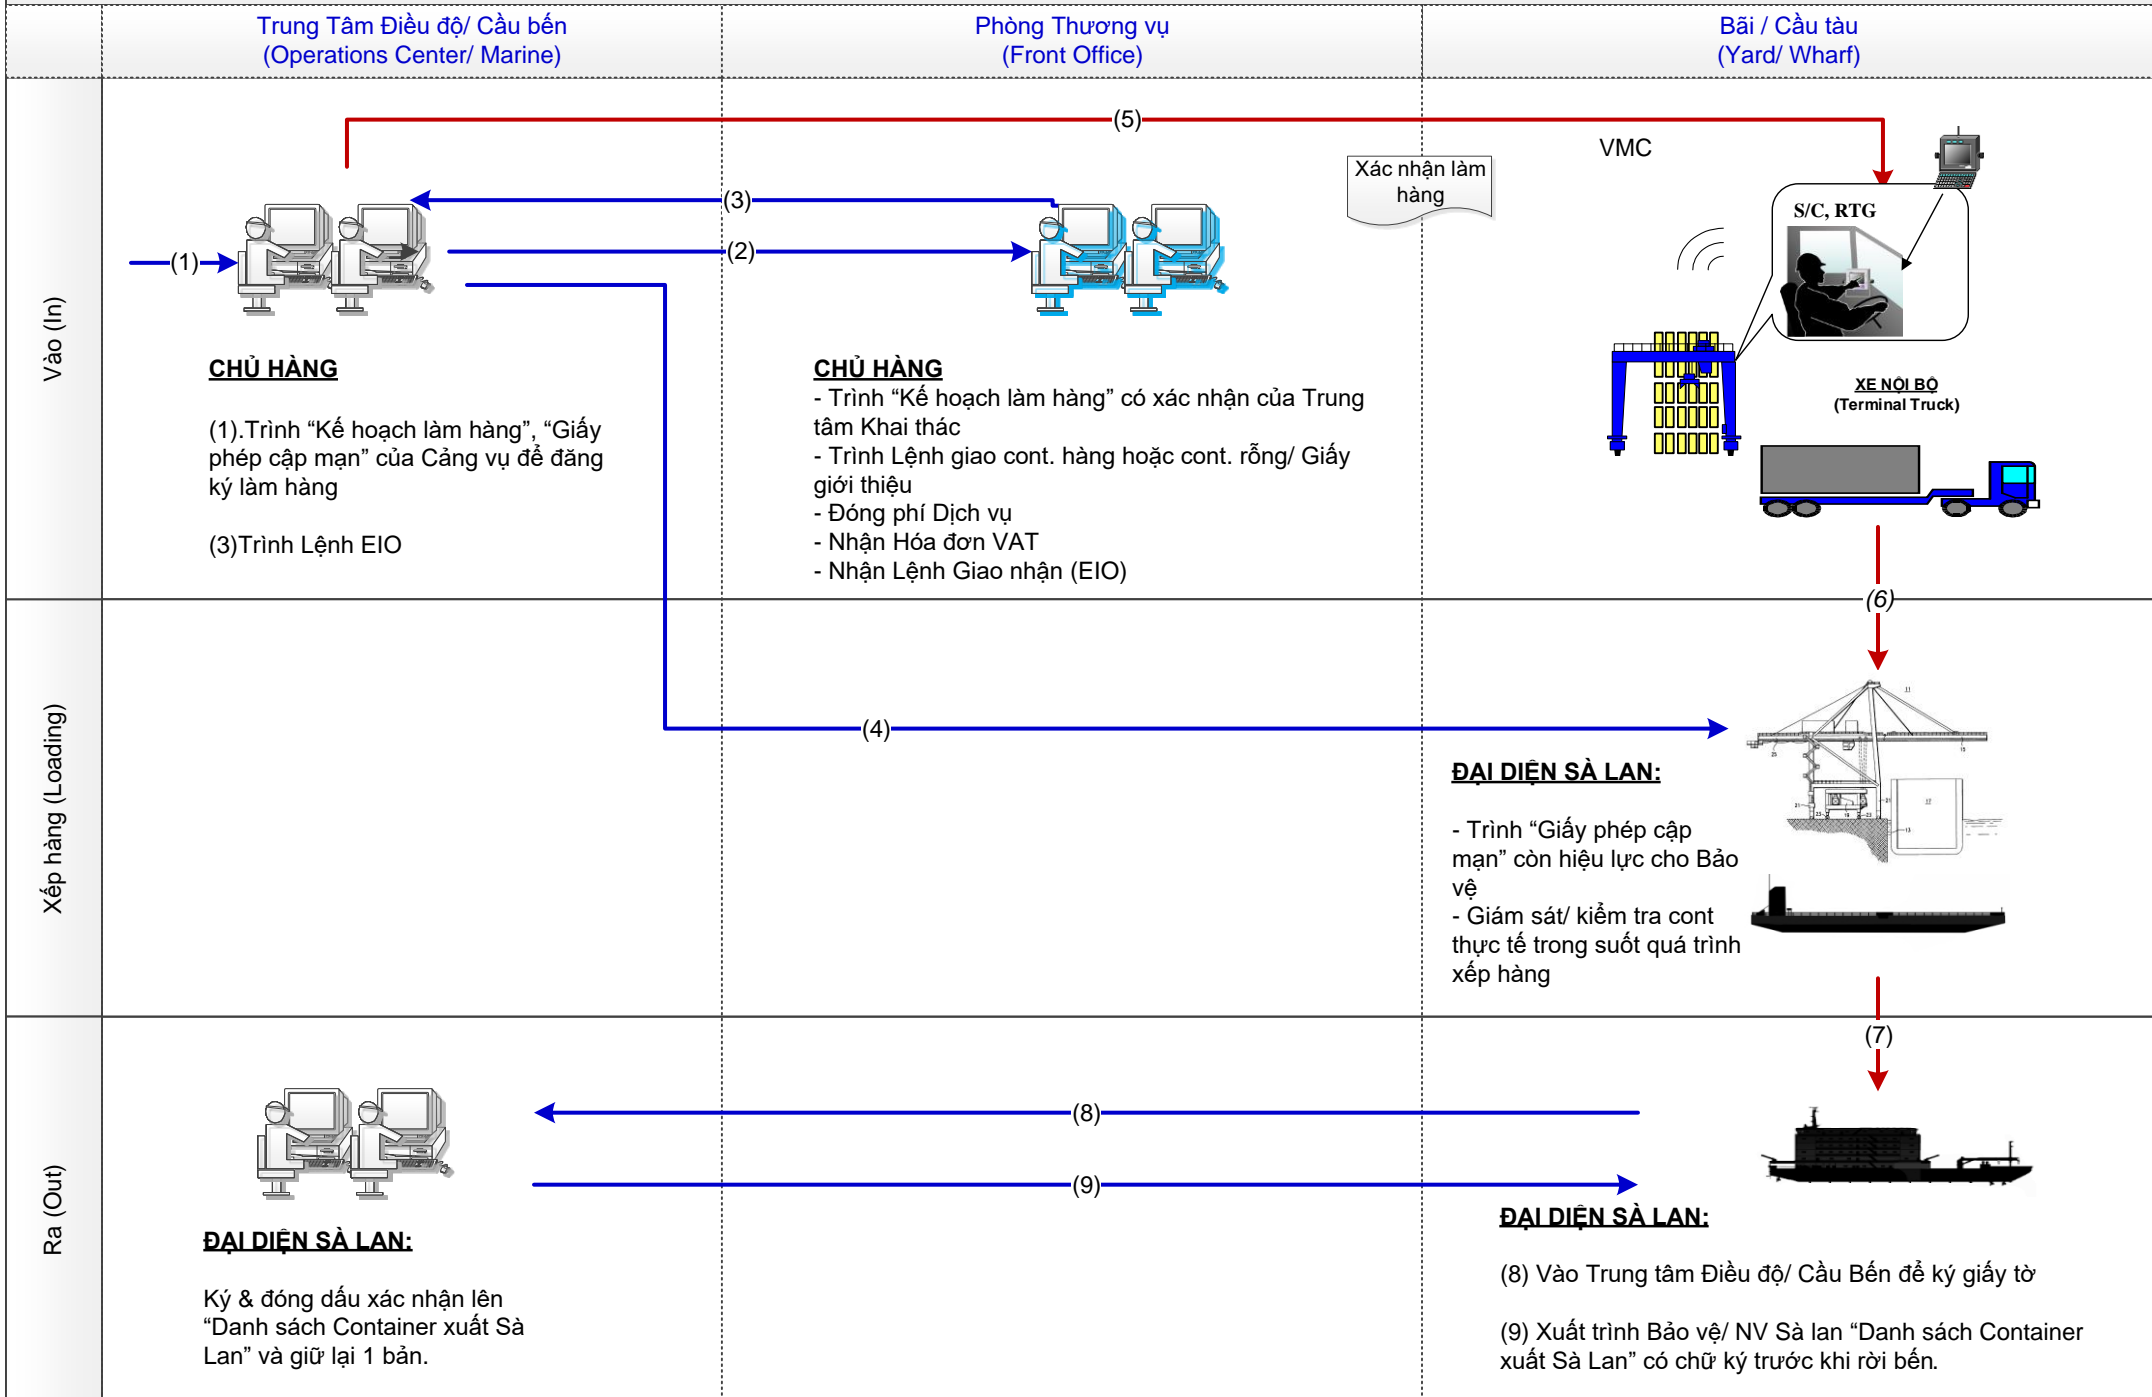 Trung Tâm Điều độ/ Cầu bến
(Operations Center/ Marine)
Phòng Thương vụ
(Front Office)
Bãi / Cầu tàu
(Yard/ Wharf)
Vào (In)
(5)
VMC
Xác nhận làm
hàng
(3)
S/C, RTG
(1)
(2)
CHỦ HÀNG
(1).Trình “Kế hoạch làm hàng”, “Giấy
phép cập mạn” của Cảng vụ để đăng
ký làm hàng
(3)Trình Lệnh EIO
CHỦ HÀNG
- Trình “Kế hoạch làm hàng” có xác nhận của Trung
tâm Khai thác
- Trình Lệnh giao cont. hàng hoặc cont. rỗng/ Giấy
giới thiệu
- Đóng phí Dịch vụ
- Nhận Hóa đơn VAT
- Nhận Lệnh Giao nhận (EIO)
XE NỘI BỘ
(Terminal Truck)
(6)
Xếp hàng (Loading)
(4)
ĐẠI DIỆN SÀ LAN:
- Trình “Giấy phép cập
mạn” còn hiệu lực cho Bảo
vệ
- Giám sát/ kiểm tra cont
thực tế trong suốt quá trình
xếp hàng
(7)
Ra (Out)
(8)
(9)
ĐẠI DIỆN SÀ LAN:
Ký & đóng dấu xác nhận lên
“Danh sách Container xuất Sà
Lan” và giữ lại 1 bản.
ĐẠI DIỆN SÀ LAN:
(8) Vào Trung tâm Điều độ/ Cầu Bến để ký giấy tờ
(9) Xuất trình Bảo vệ/ NV Sà lan “Danh sách Container
xuất Sà Lan” có chữ ký trước khi rời bến.